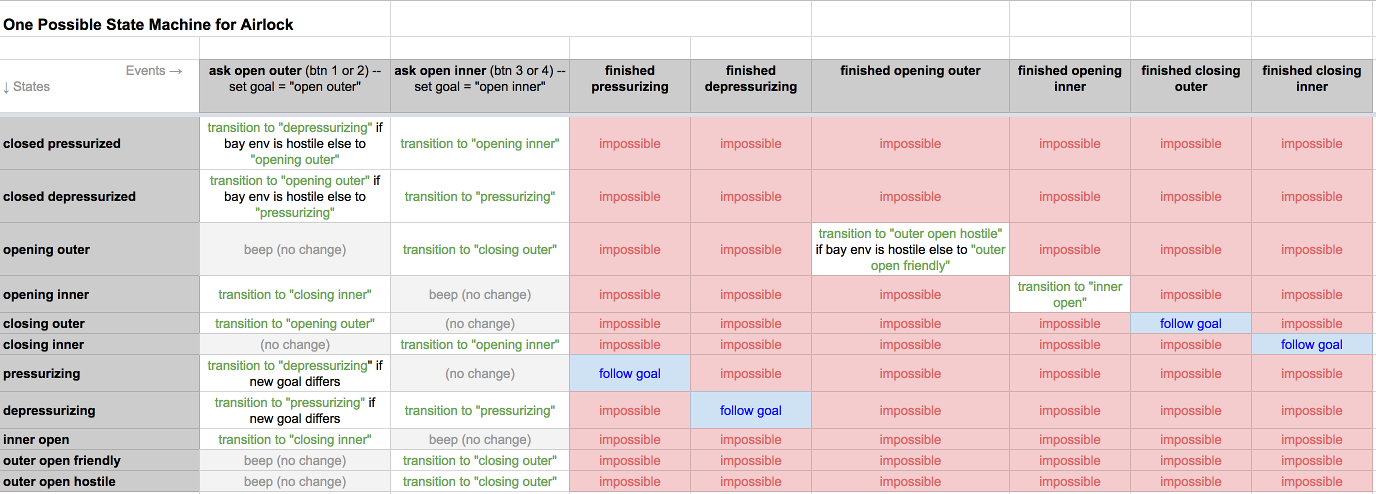 One Possible State Machine for Airlock
Events →
↓ States
ask open outer (btn 1 or 2) --
set goal = "open outer"
ask open inner (btn 3 or 4) --
set goal = "open inner"
finished
pressurizing
finished
depressurizing
finished opening outer
finished opening
inner
finished closing
outer
finished closing
inner
closed pressurized
transition to "depressurizing" if
bay env is hostile else to
"opening outer"
transition to "opening inner"
impossible
impossible
impossible
impossible
impossible
impossible
closed depressurized
transition to "opening outer" if
bay env is hostile else to
"pressurizing"
transition to "pressurizing"
impossible
impossible
impossible
impossible
impossible
impossible
opening outer
beep (no change)
transition to "closing outer"
impossible
impossible
transition to "outer open hostile"
if bay env is hostile else to "outer
open friendly"
impossible
impossible
impossible
opening inner
transition to "closing inner"
beep (no change)
impossible
impossible
impossible
transition to "inner
open"
impossible
impossible
closing outer
transition to "opening outer"
(no change)
impossible
impossible
impossible
impossible
follow goal
impossible
closing inner
(no change)
transition to "opening inner"
impossible
impossible
impossible
impossible
impossible
follow goal
pressurizing
transition to "depressurizing" if
new goal differs
(no change)
follow goal
impossible
impossible
impossible
impossible
impossible
depressurizing
transition to "pressurizing" if
new goal differs
transition to "pressurizing"
impossible
follow goal
impossible
impossible
impossible
impossible
inner open
transition to "closing inner"
beep (no change)
impossible
impossible
impossible
impossible
impossible
impossible
outer open friendly
beep (no change)
transition to "closing outer"
impossible
impossible
impossible
impossible
impossible
impossible
outer open hostile
beep (no change)
transition to "closing outer"
impossible
impossible
impossible
impossible
impossible
impossible